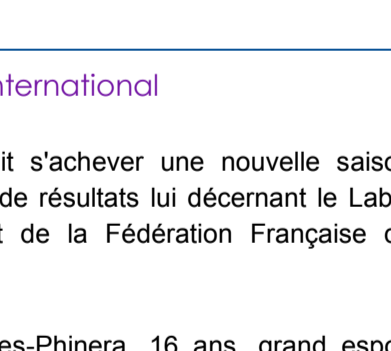 nternational
it s'achever une nouvelle saiso
de résultats lui décernant le Lab
t de la Fédération Française d
es-Phinera, 16 ans, grand espo